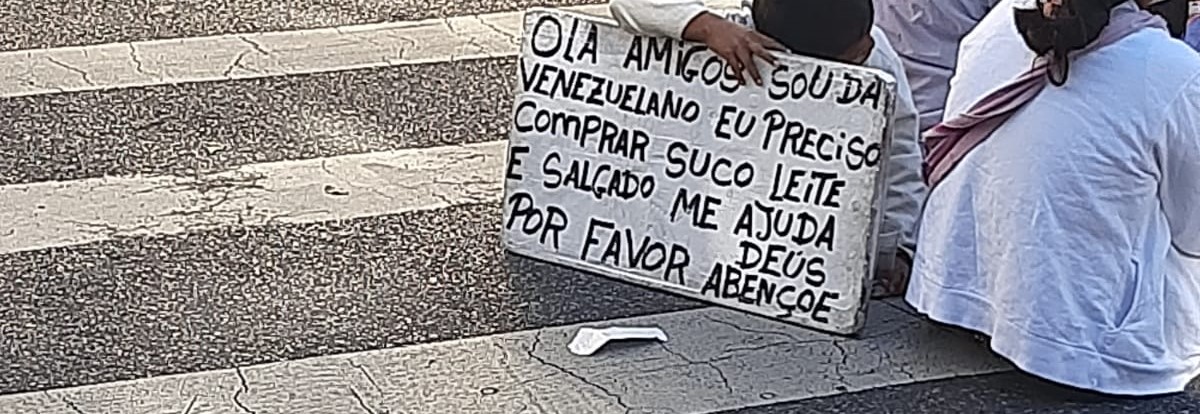 OLA AMIGOS SOU DA
VENEZUELANO EU PRECISO
COMPRAR SUCO LEITE
E SALGADO ME AJUDA
POR FAVOR DEUS
ABENÇOE